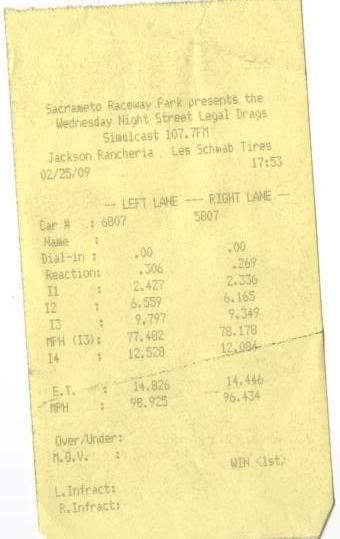 Sacrameto Raceway Park presents the
Wednesday Night Street Legal Drags
Simulcast 107.7FM
Jackson Rancheria Les Schwab Tires
02/25/09 17:53
-- LEFT LANE --- RIGHT LANE --
Car # : 6807 5807
Name :
Dial-in : .00 .00
Reaction: .306 .269
I1 : 2.427 2.336
I2 : 6.559 6.165
I3 : 9.797 9.349
MPH (I3): 77.482 78.178
I4 : 12.528 12.084
E.T. : 14.826 14.446
MPH : 98.925 96.434
Over/Under:
M.O.V. :
WIN <1st>
L.Infract:
R.Infract: